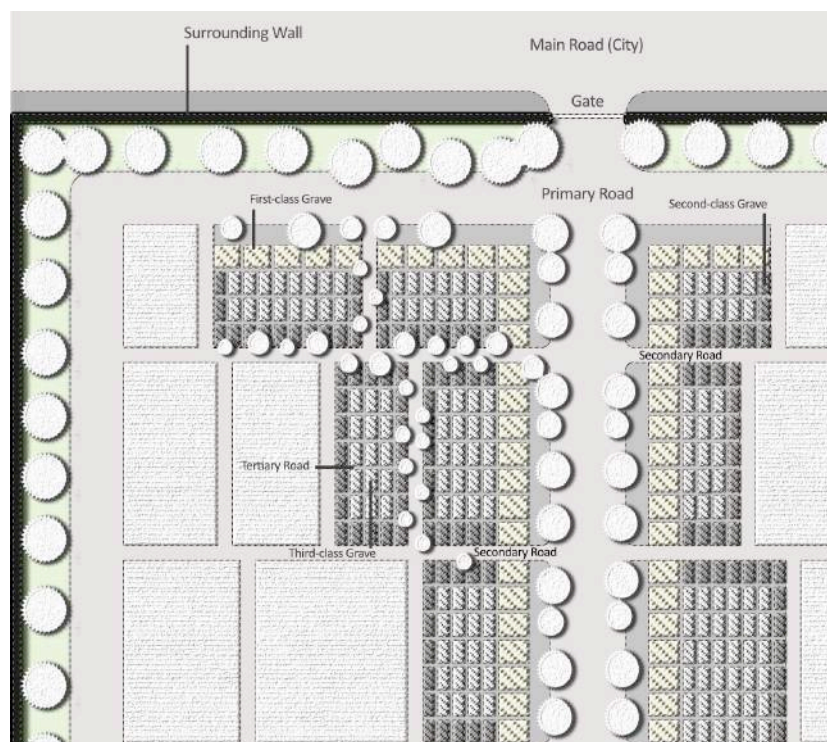 Surrounding Wall
Main Road (City)
Gate
Primary Road
First-class Grave
Second-class Grave
Secondary Road
Tertiary Road
Third-class Grave
Secondary Road